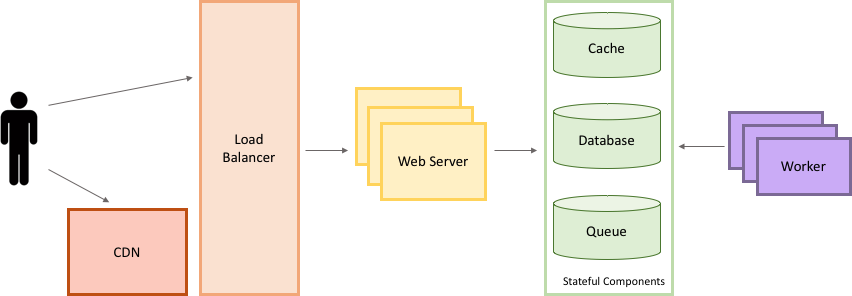 Cache
Load
Balancer
Database
Web Server
Worker
CDN
Queue
Stateful Components